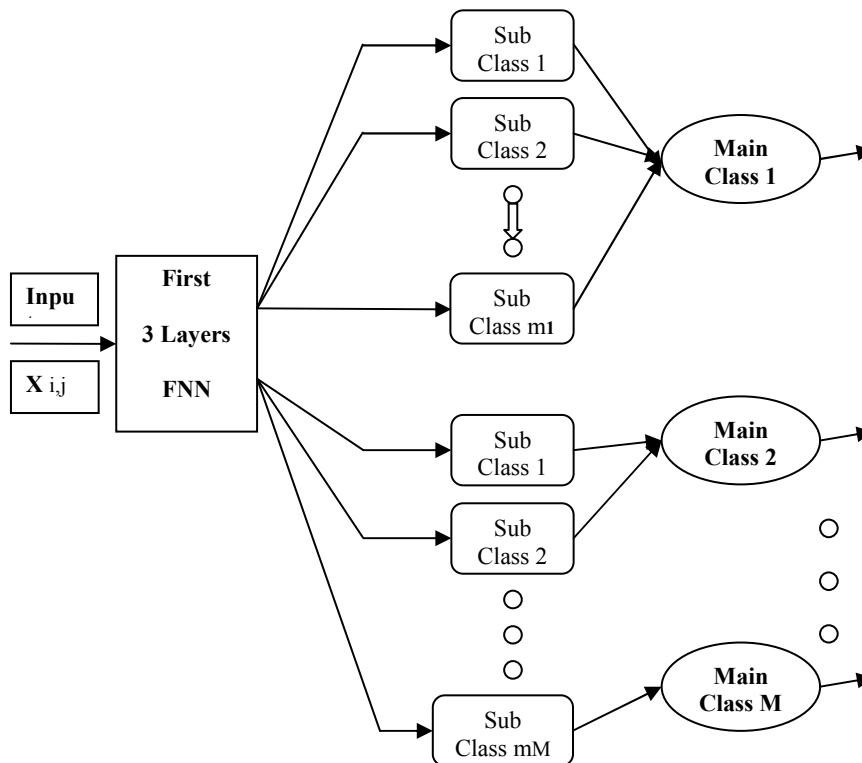 Sub
Class 1
Sub
Class 2
Main
Class 1
Sub
Class m1
Inpu
X i,j
First
3 Layers
FNN
Sub
Class 1
Sub
Class 2
Main
Class 2
Sub
Class mM
Main
Class M